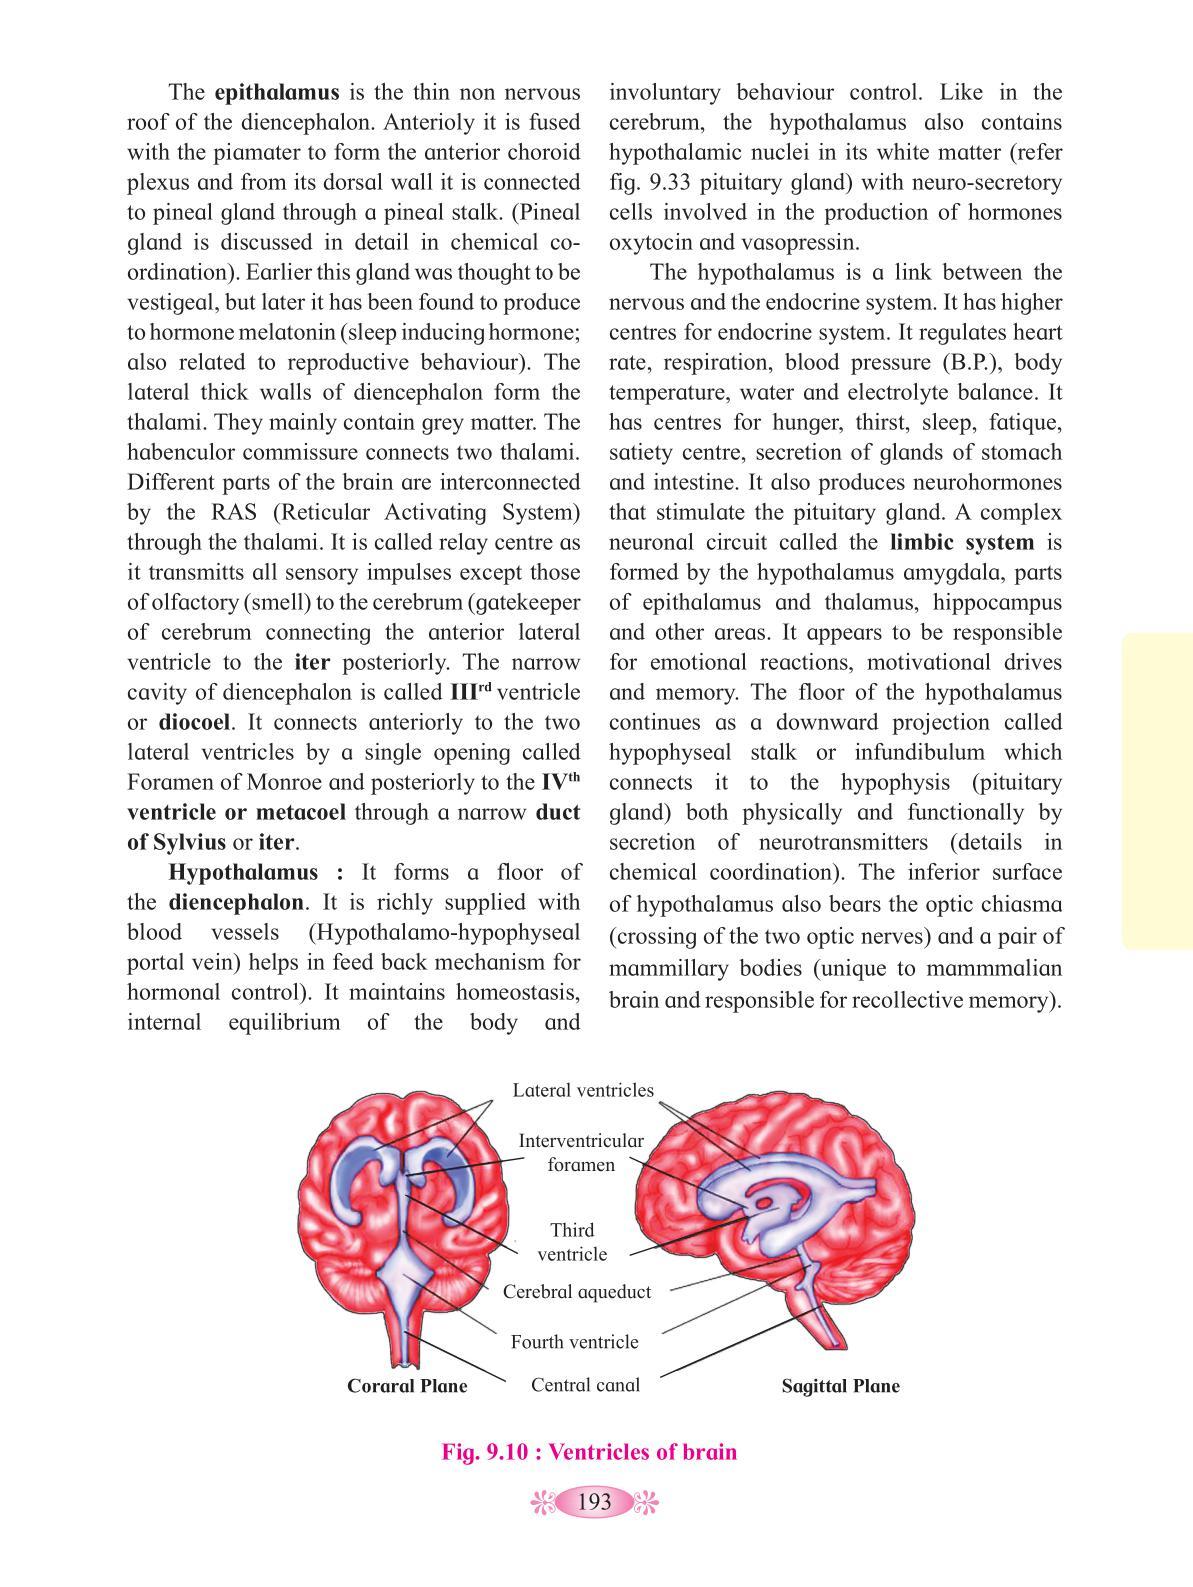 The epithalamus is the thin non nervous
roof of the diencephalon. Anterioly it is fused
with the piamater to form the anterior choroid
plexus and from its dorsal wall it is connected
to pineal gland through a pineal stalk. (Pineal
gland is discussed in detail in chemical co-
ordination). Earlier this gland was thought to be
vestigeal, but later it has been found to produce
to hormone melatonin (sleep inducing hormone;
also related to reproductive behaviour). The
lateral thick walls of diencephalon form the
thalami. They mainly contain grey matter. The
habenculor commissure connects two thalami.
Different parts of the brain are interconnected
by the RAS (Reticular Activating System)
through the thalami. It is called relay centre as
it transmits all sensory impulses except those
of olfactory (smell) to the cerebrum (gatekeeper
of cerebrum connecting the anterior lateral
ventricle to the iter posteriorly. The narrow
cavity of diencephalon is called IIIrd ventricle
or diocoel. It connects anteriorly to the two
lateral ventricles by a single opening called
Foramen of Monroe and posteriorly to the IVth
ventricle or metacoel through a narrow duct
of Sylvius or iter.
Hypothalamus : It forms a floor of
the diencephalon. It is richly supplied with
blood vessels (Hypothalamo-hypophyseal
portal vein) helps in feed back mechanism for
hormonal control). It maintains homeostasis,
internal equilibrium of the body and
involuntary behaviour control. Like in the
cerebrum, the hypothalamus also contains
hypothalamic nuclei in its white matter (refer
fig. 9.33 pituitary gland) with neuro-secretory
cells involved in the production of hormones
oxytocin and vasopressin.
The hypothalamus is a link between the
nervous and the endocrine system. It has higher
centres for endocrine system. It regulates heart
rate, respiration, blood pressure (B.P.), body
temperature, water and electrolyte balance. It
has centres for hunger, thirst, sleep, fatique,
satiety centre, secretion of glands of stomach
and intestine. It also produces neurohormones
that stimulate the pituitary gland. A complex
neuronal circuit called the limbic system is
formed by the hypothalamus amygdala, parts
of epithalamus and thalamus, hippocampus
and other areas. It appears to be responsible
for emotional reactions, motivational drives
and memory. The floor of the hypothalamus
continues as a downward projection called
hypophyseal stalk or infundibulum which
connects it to the hypophysis (pituitary
gland) both physically and functionally by
secretion of neurotransmitters (details in
chemical coordination). The inferior surface
of hypothalamus also bears the optic chiasma
(crossing of the two optic nerves) and a pair of
mammillary bodies (unique to mammmalian
brain and responsible for recollective memory).
Lateral ventricles
Interventricular
foramen
Third
ventricle
Cerebral aqueduct
Fourth ventricle
Central canal
Coraral Plane
Sagittal Plane
Fig. 9.10 : Ventricles of brain
193